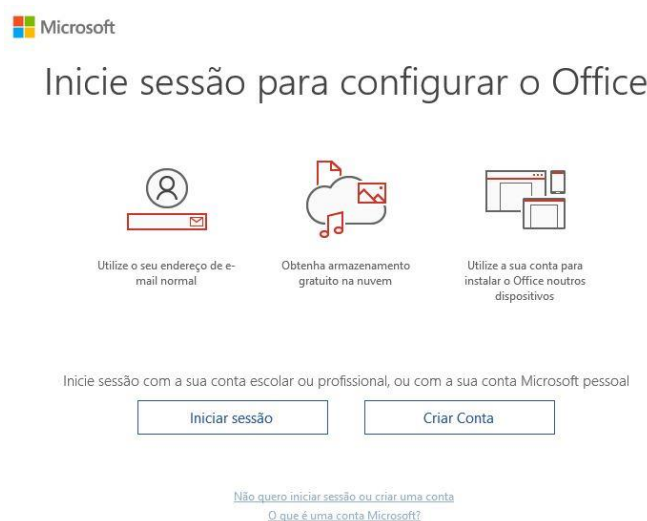 Microsoft
Inicie sessão para configurar o Office
Utilize o seu endereço de e-
mail normal
Obtenha armazenamento
gratuito na nuvem
Utilize a sua conta para
instalar o Office noutros
dispositivos
Inicie sessão com a sua conta escolar ou profissional, ou com a sua conta Microsoft pessoal
Iniciar sessão
Criar Conta
Não quero iniciar sessão ou criar uma conta
O que é uma conta Microsoft?